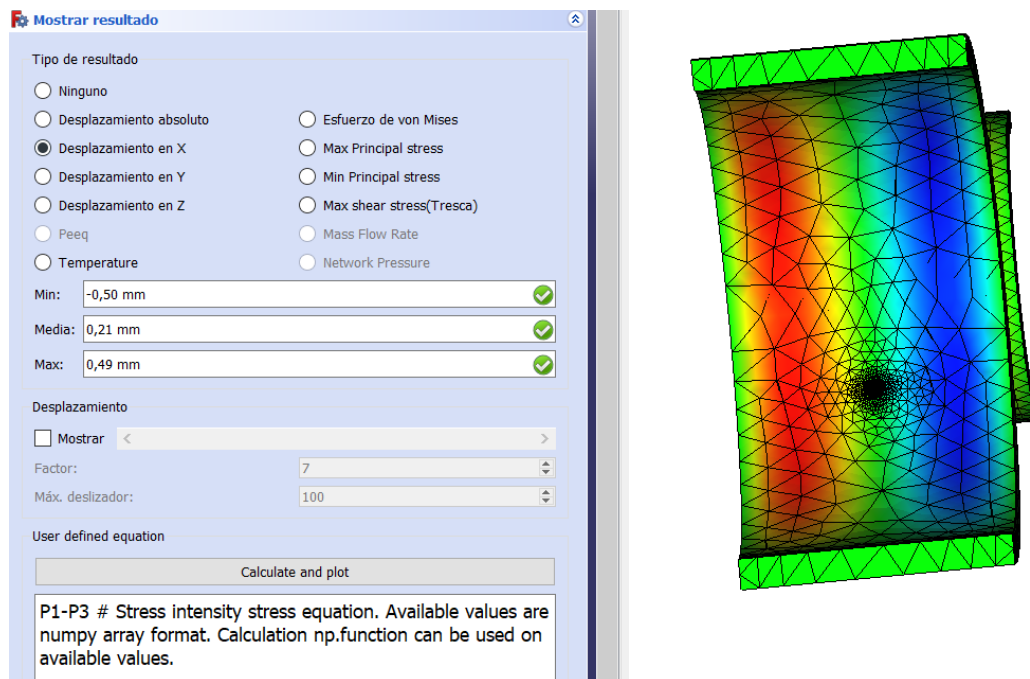 Mostrar resultado
Tipo de resultado
Ninguno
Desplazamiento absoluto
Esfuerzo de von Mises
Desplazamiento en X
Max Principal stress
Desplazamiento en Y
Min Principal stress
Desplazamiento en Z
Max shear stress(Tresca)
Peeq
Mass Flow Rate
Temperature
Network Pressure
Min: -0,50 mm
Media: 0,21 mm
Max: 0,49 mm
Desplazamiento
Mostrar
Factor: 7
Máx. deslizador: 100
User defined equation
Calculate and plot
P1-P3 # Stress intensity stress equation. Available values are
numpy array format. Calculation np.function can be used on
available values.